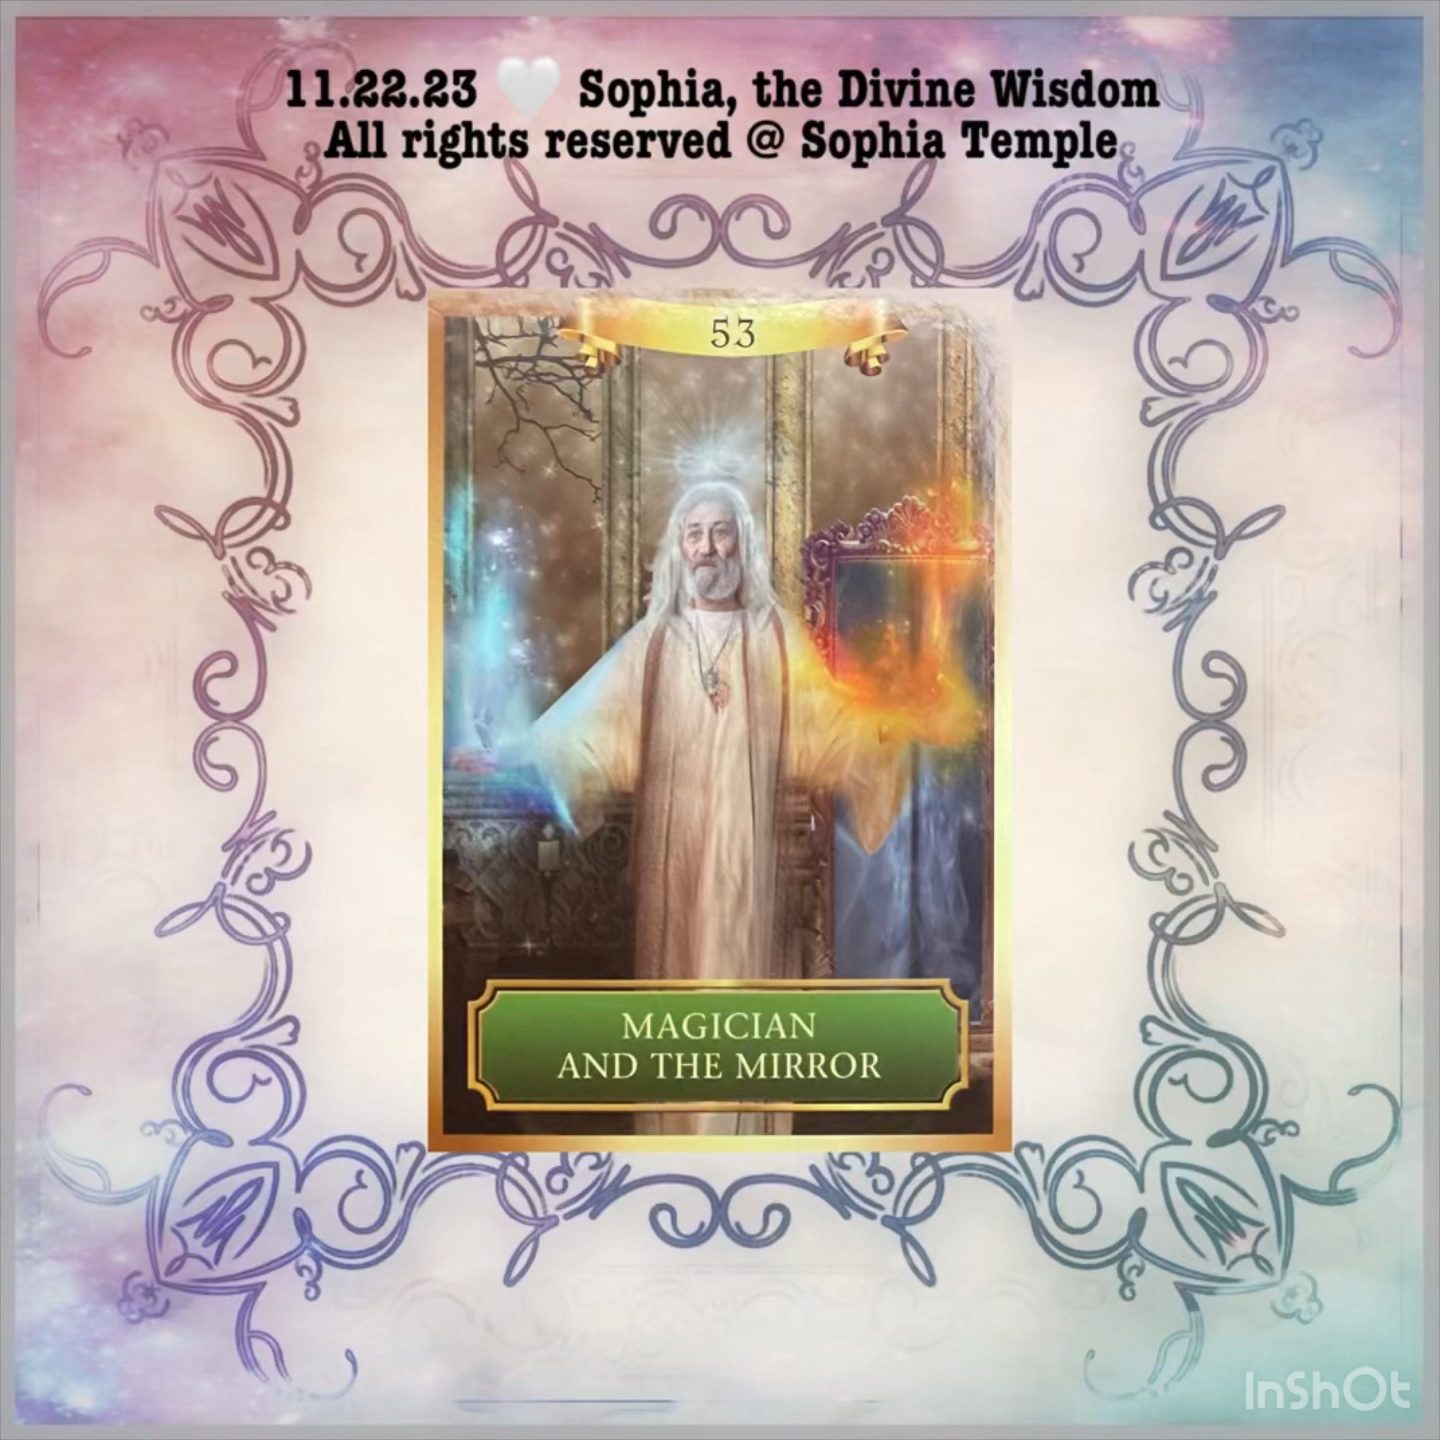 11.22.23 🤍 Sophia, the Divine Wisdom
All rights reserved @ Sophia Temple
53
MAGICIAN
AND THE MIRROR
InShOt